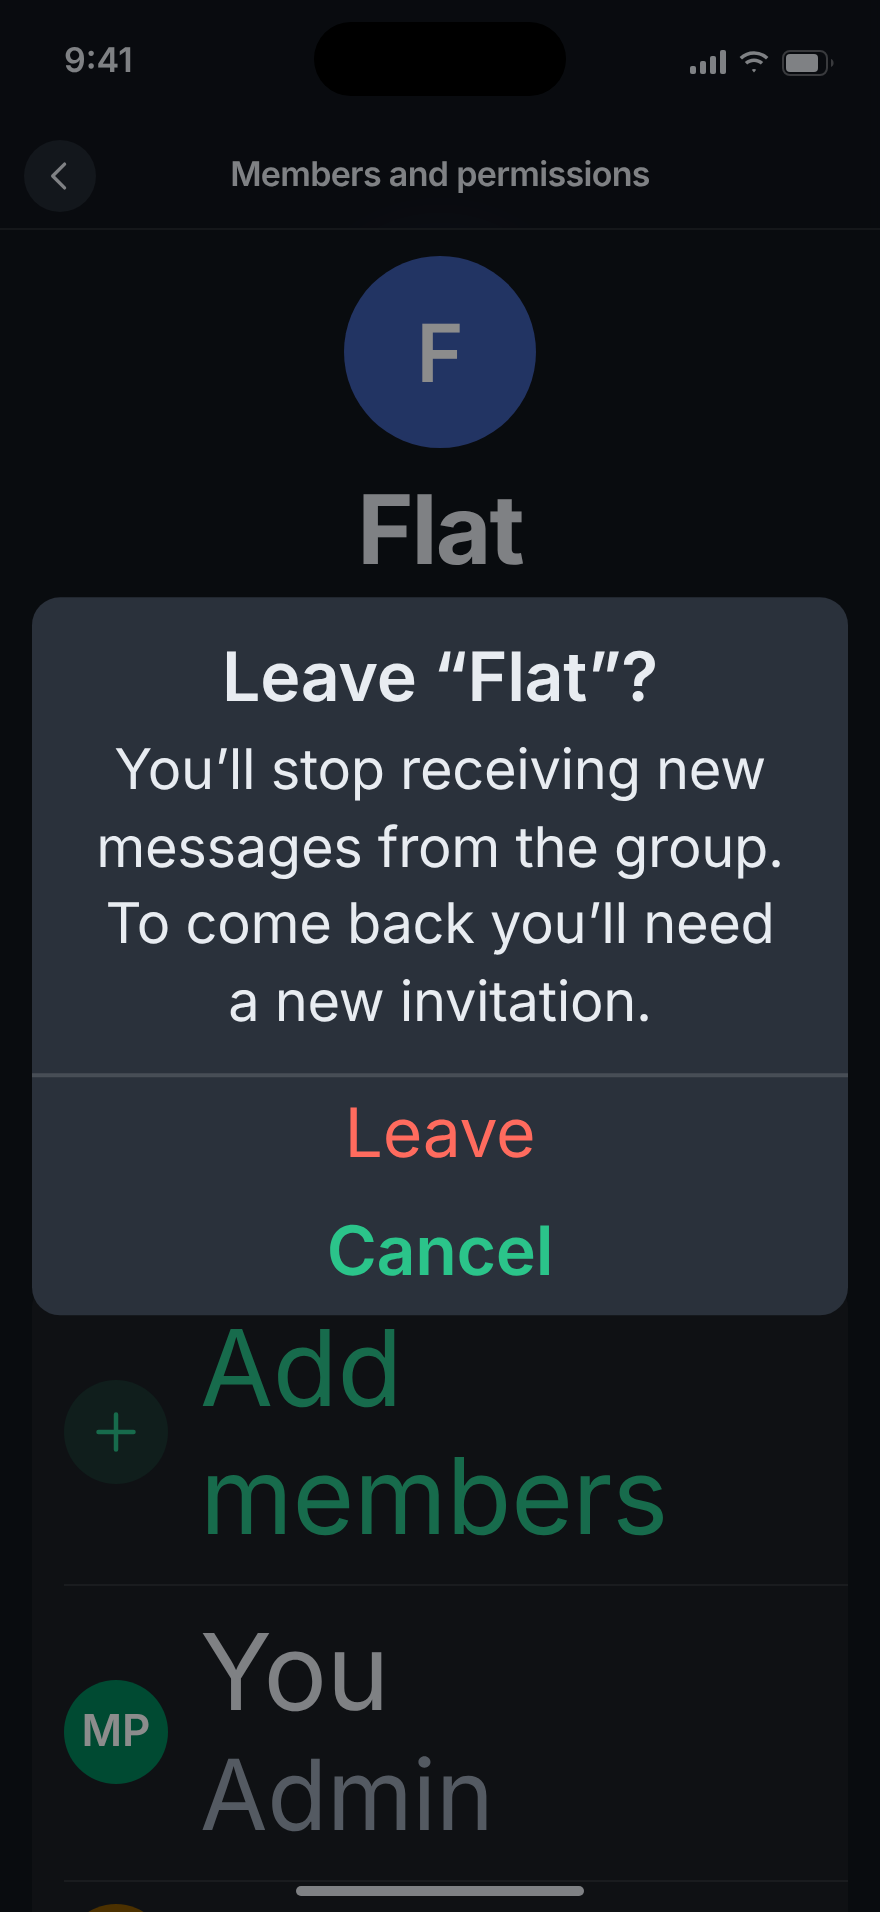 9:41
Members and permissions
F
Flat
Leave “Flat”?
You’ll stop receiving new
messages from the group.
To come back you’ll need
a new invitation.
Leave
Cancel
Add
members
MP
You
Admin